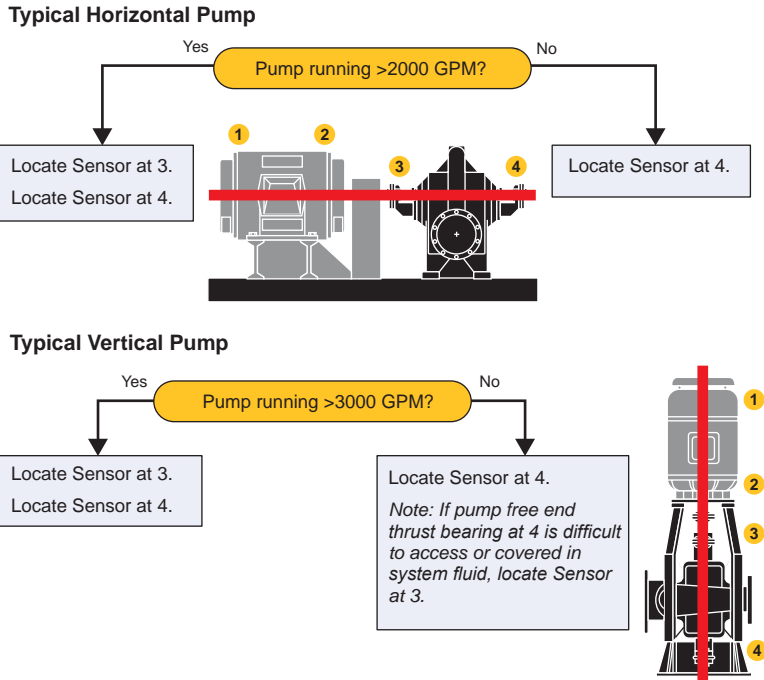 Typical Horizontal Pump
Yes
Pump running >2000 GPM?
No
Locate Sensor at 3.
Locate Sensor at 4.
1
2
3
4
Locate Sensor at 4.
Typical Vertical Pump
Yes
Pump running >3000 GPM?
No
Locate Sensor at 3.
Locate Sensor at 4.
Locate Sensor at 4.
Note: If pump free end
thrust bearing at 4 is difficult
to access or covered in
system fluid, locate Sensor
at 3.
1
2
3
4